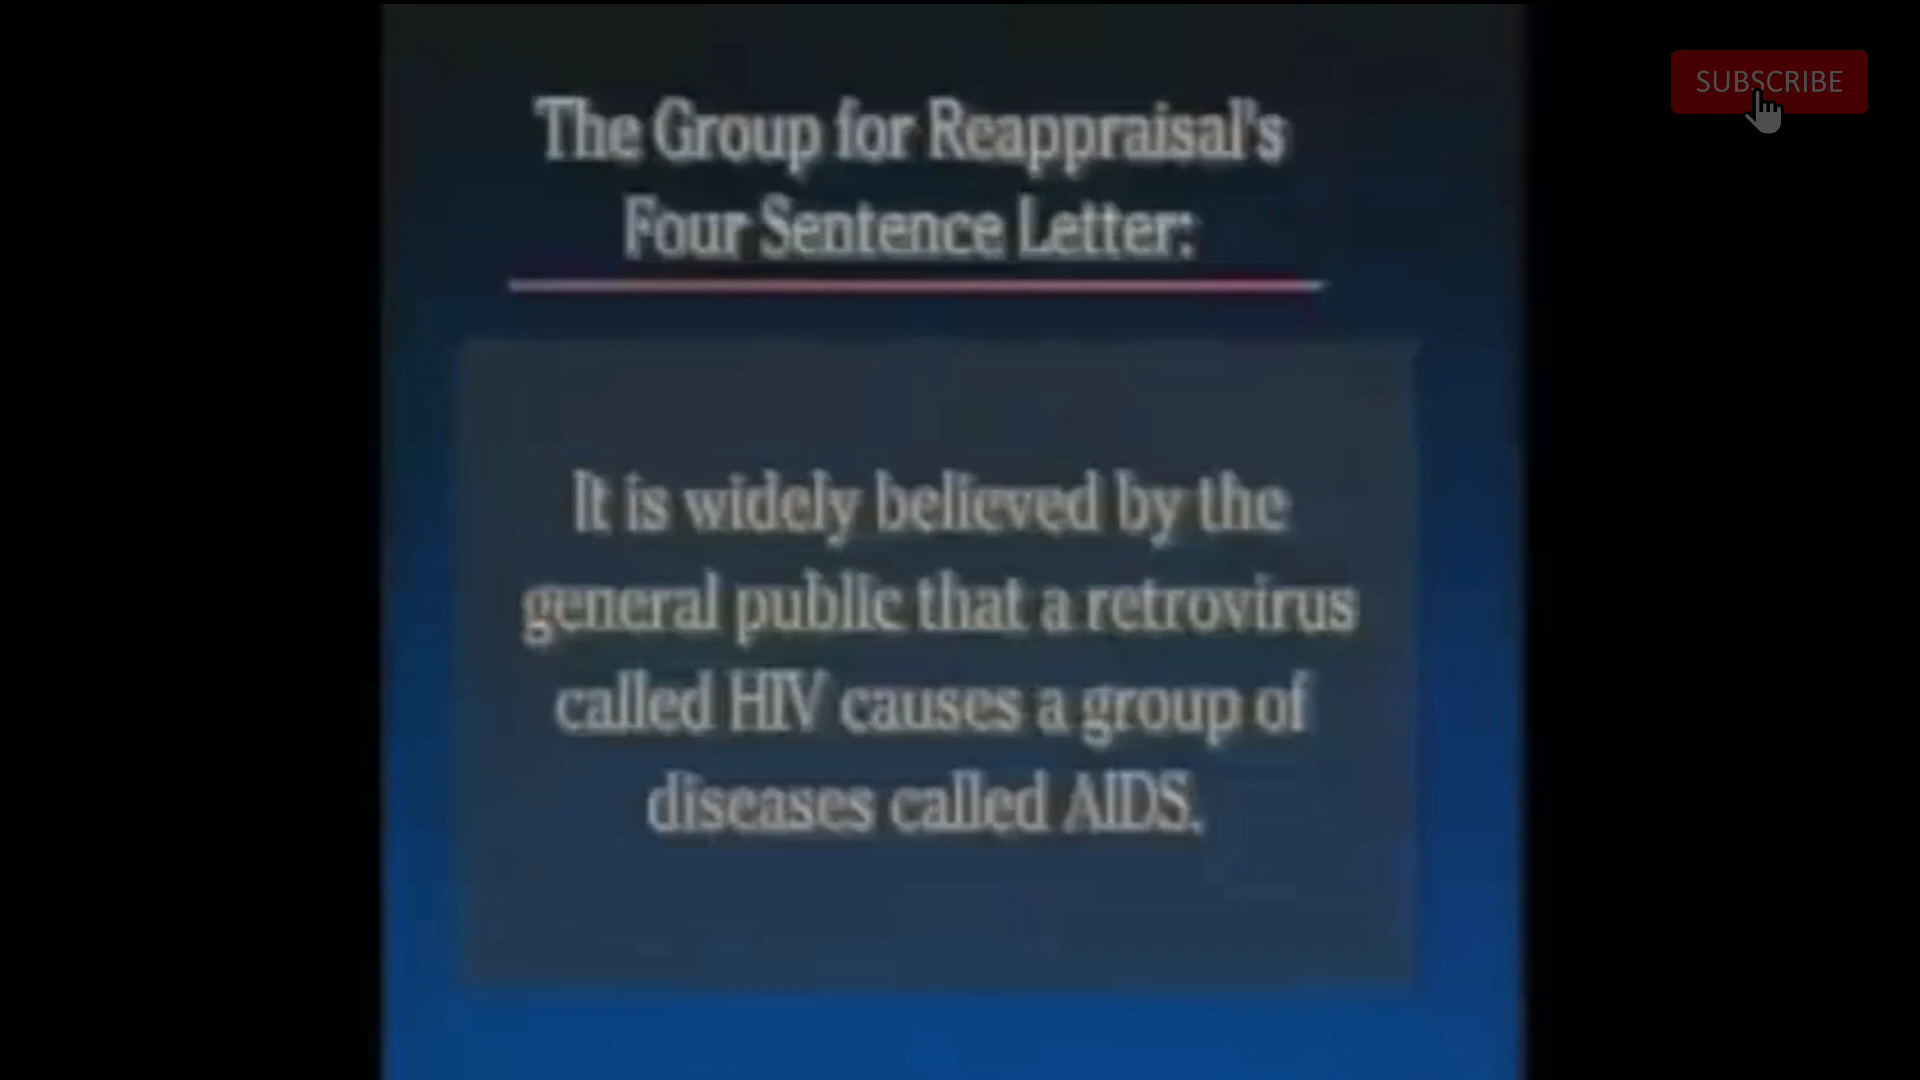 The Group for Reappraisal's
Four Sentence Letter:
SUBSCRIBE
It is widely believed by the
general public that a retrovirus
called HIV causes a group of
diseases called AIDS.